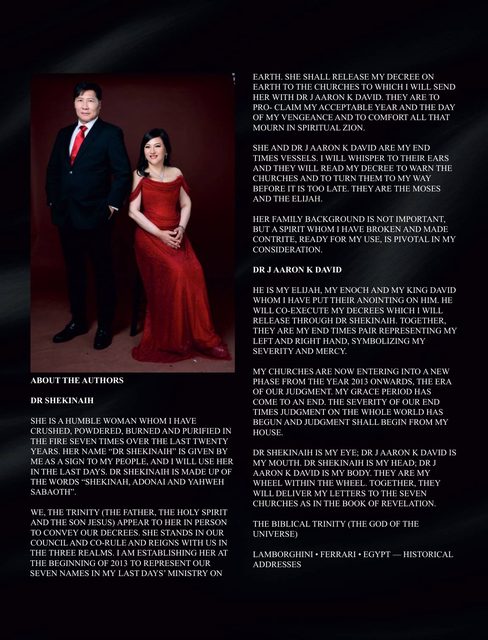 ABOUT THE AUTHORS
DR SHEKINAIH
SHE IS A HUMBLE WOMAN WHOM I HAVE
CRUSHED, POWDERED, BURNED AND PURIFIED IN
THE FIRE SEVEN TIMES OVER THE LAST TWENTY
YEARS. HER NAME "DR SHEKINAIH" IS GIVEN BY
ME AS A SIGN TO MY PEOPLE, AND I WILL USE HER
IN THE LAST DAYS. DR SHEKINAIH IS MADE UP OF
THE WORDS "SHEKINAH, ADONAI AND YAHWEH
SABAOTH".
WE, THE TRINITY (THE FATHER, THE HOLY SPIRIT
AND THE SON JESUS) APPEAR TO HER IN PERSON
TO CONVEY OUR DECREES. SHE STANDS IN OUR
COUNCIL AND CO-RULE AND REIGNS WITH US IN
THE THREE REALMS. I AM ESTABLISHING HER AT
THE BEGINNING OF 2013 TO REPRESENT OUR
SEVEN NAMES IN MY LAST DAYS' MINISTRY ON
EARTH. SHE SHALL RELEASE MY DECREE ON
EARTH TO THE CHURCHES TO WHICH I WILL SEND
HER WITH DR J AARON K DAVID. THEY ARE TO
PRO- CLAIM MY ACCEPTABLE YEAR AND THE DAY
OF MY VENGEANCE AND TO COMFORT ALL THAT
MOURN IN SPIRITUAL ZION.
SHE AND DR J AARON K DAVID ARE MY END
TIMES VESSELS. I WILL WHISPER TO THEIR EARS
AND THEY WILL READ MY DECREE TO WARN THE
CHURCHES AND TO TURN THEM TO MY WAY
BEFORE IT IS TOO LATE. THEY ARE THE MOSES
AND THE ELIJAH.
HER FAMILY BACKGROUND IS NOT IMPORTANT,
BUT A SPIRIT WHOM I HAVE BROKEN AND MADE
CONTRITE, READY FOR MY USE, IS PIVOTAL IN MY
CONSIDERATION.
DR J AARON K DAVID
HE IS MY ELIJAH, MY ENOCH AND MY KING DAVID
WHOM I HAVE PUT THEIR ANOINTING ON HIM. HE
WILL CO-EXECUTE MY DECREES WHICH I WILL
RELEASE THROUGH DR SHEKINAIH. TOGETHER,
THEY ARE MY END TIMES PAIR REPRESENTING MY
LEFT AND RIGHT HAND, SYMBOLIZING MY
SEVERITY AND MERCY.
MY CHURCHES ARE NOW ENTERING INTO A NEW
PHASE FROM THE YEAR 2013 ONWARDS, THE ERA
OF OUR JUDGMENT. MY GRACE PERIOD HAS
COME TO AN END. THE SEVERITY OF OUR END
TIMES JUDGMENT ON THE WHOLE WORLD HAS
BEGUN AND JUDGMENT SHALL BEGIN FROM MY
HOUSE.
DR SHEKINAIH IS MY EYE; DR J AARON K DAVID IS
MY MOUTH. DR SHEKINAIH IS MY HEAD; DR J
AARON K DAVID IS MY BODY. THEY ARE MY
WHEEL WITHIN THE WHEEL. TOGETHER, THEY
WILL DELIVER MY LETTERS TO THE SEVEN
CHURCHES AS IN THE BOOK OF REVELATION.
THE BIBLICAL TRINITY (THE GOD OF THE
UNIVERSE)
LAMBORGHINI • FERRARI • EGYPT — HISTORICAL
ADDRESSES